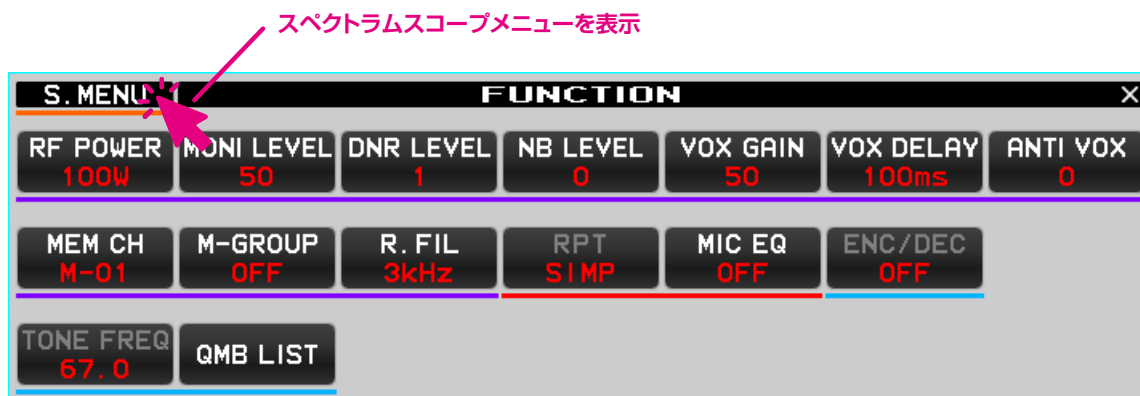 スペクトラムスコープメニューを表示
S.MENU FUNCTION ×
RF POWER MONI LEVEL DNR LEVEL NB LEVEL VOX GAIN VOX DELAY ANTI VOX
100W 50 1 0 50 100ms 0
MEM CH M-GROUP R.FIL RPT MIC EQ ENC/DEC
M-01 OFF 3kHz SIMP OFF OFF
TONE FREQ QMB LIST
67.0